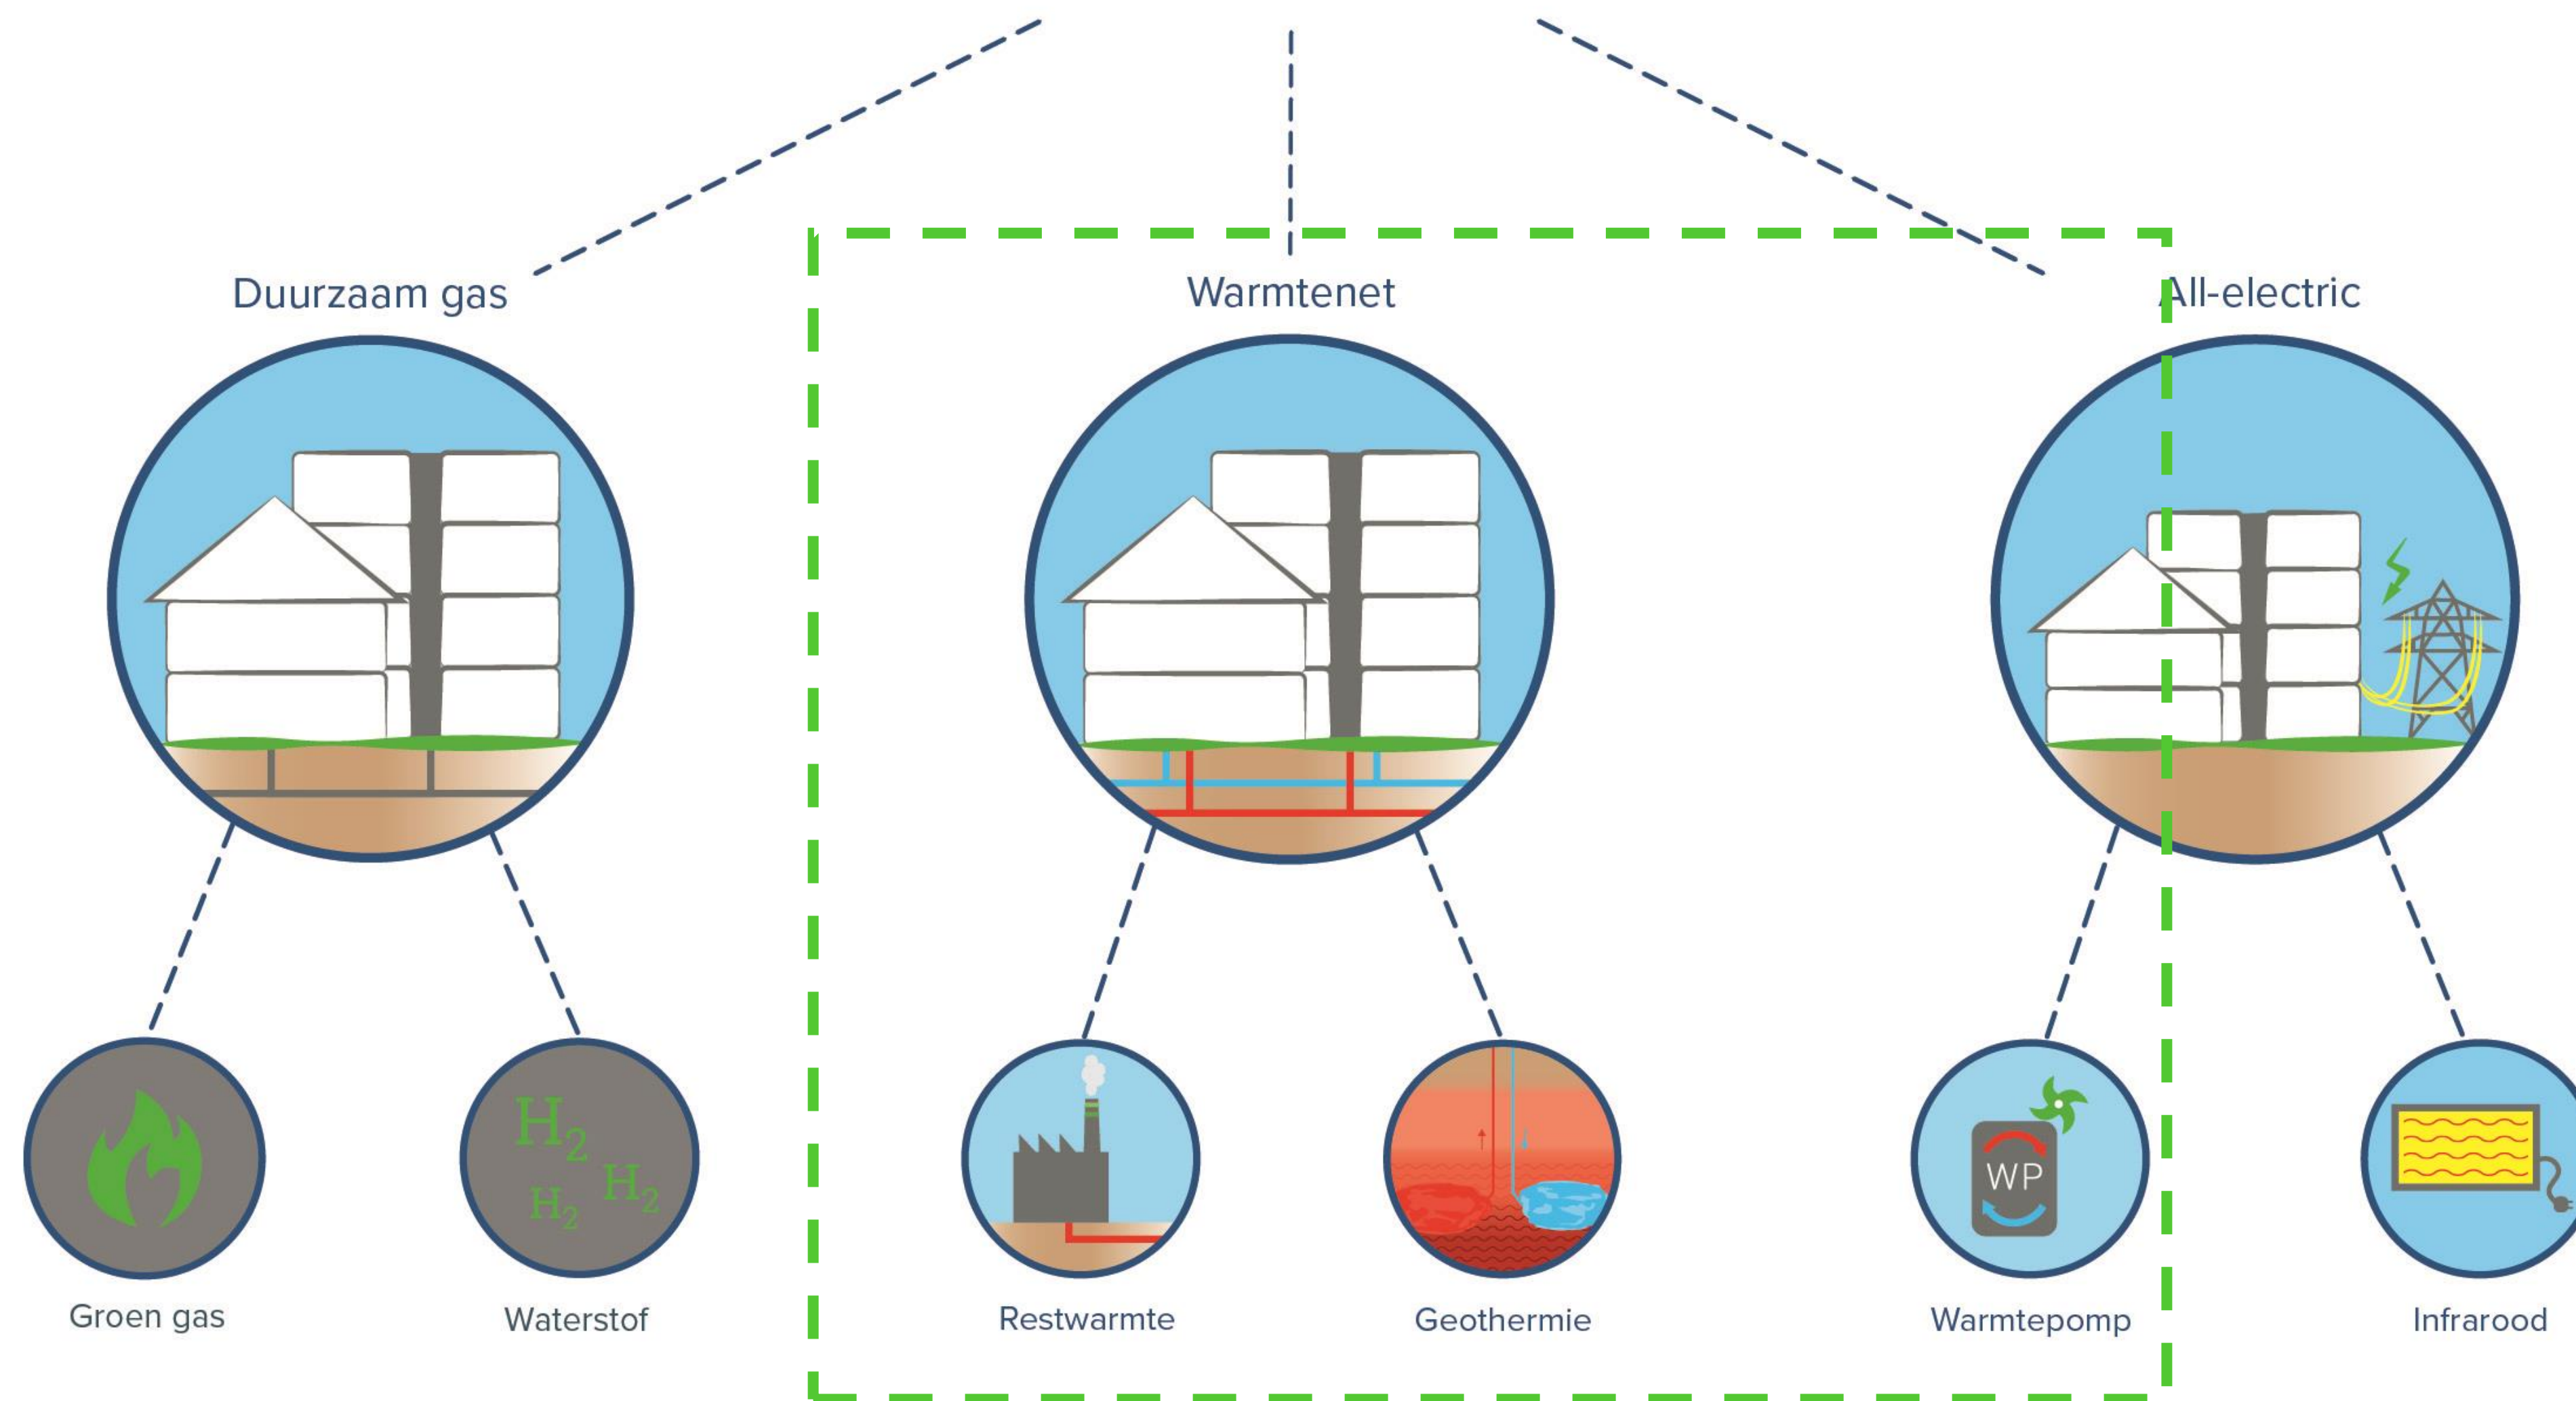 Duurzaam gas
Warmtenet
All-electric
H2
H2
H2
WP
Groen gas
Waterstof
Restwarmte
Geothermie
Warmtepomp
Infrarood